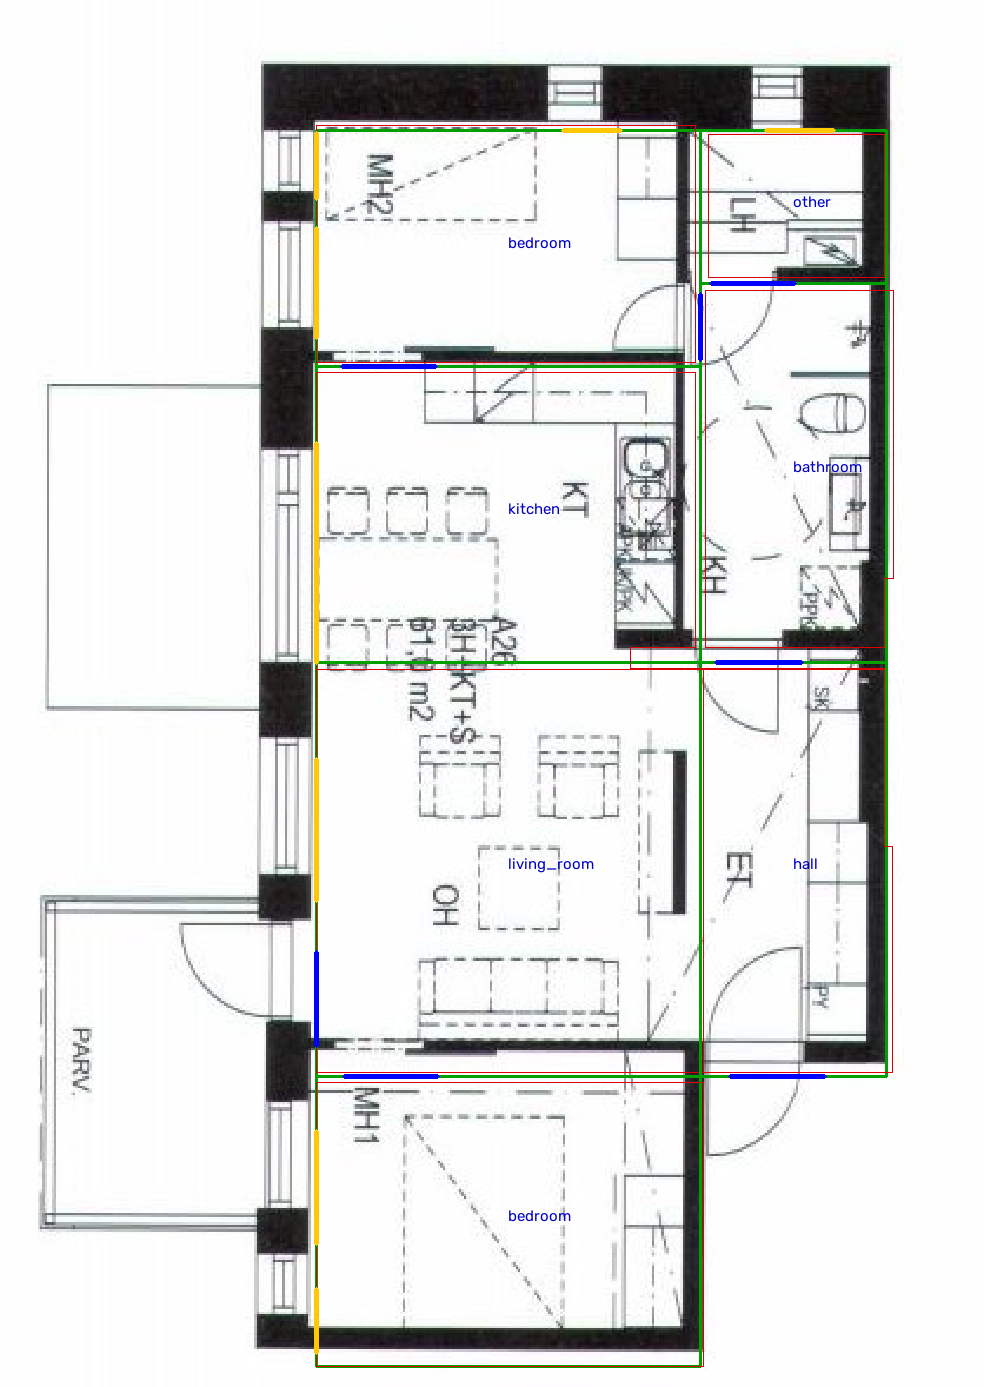 MH2
LH
other
bedroom
bathroom
kitchen
KT
KH
PPK
A26
3H+KT+S
61,0 m2
SK
living_room
hall
ET
OH
PY
PARV.
MH1
bedroom